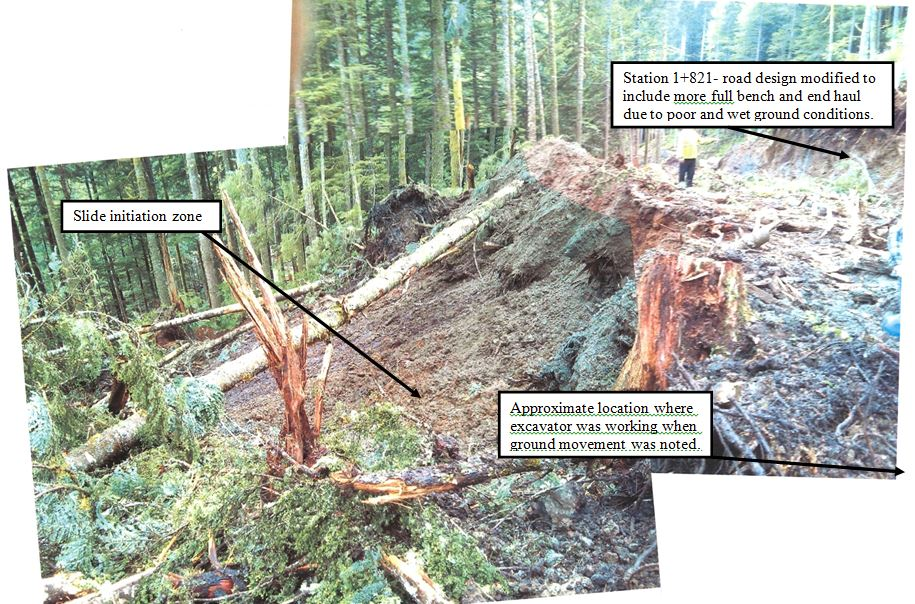 Station 1+821- road design modified to
include more full bench and end haul
due to poor and wet ground conditions.
Slide initiation zone
Approximate location where
excavator was working when
ground movement was noted.